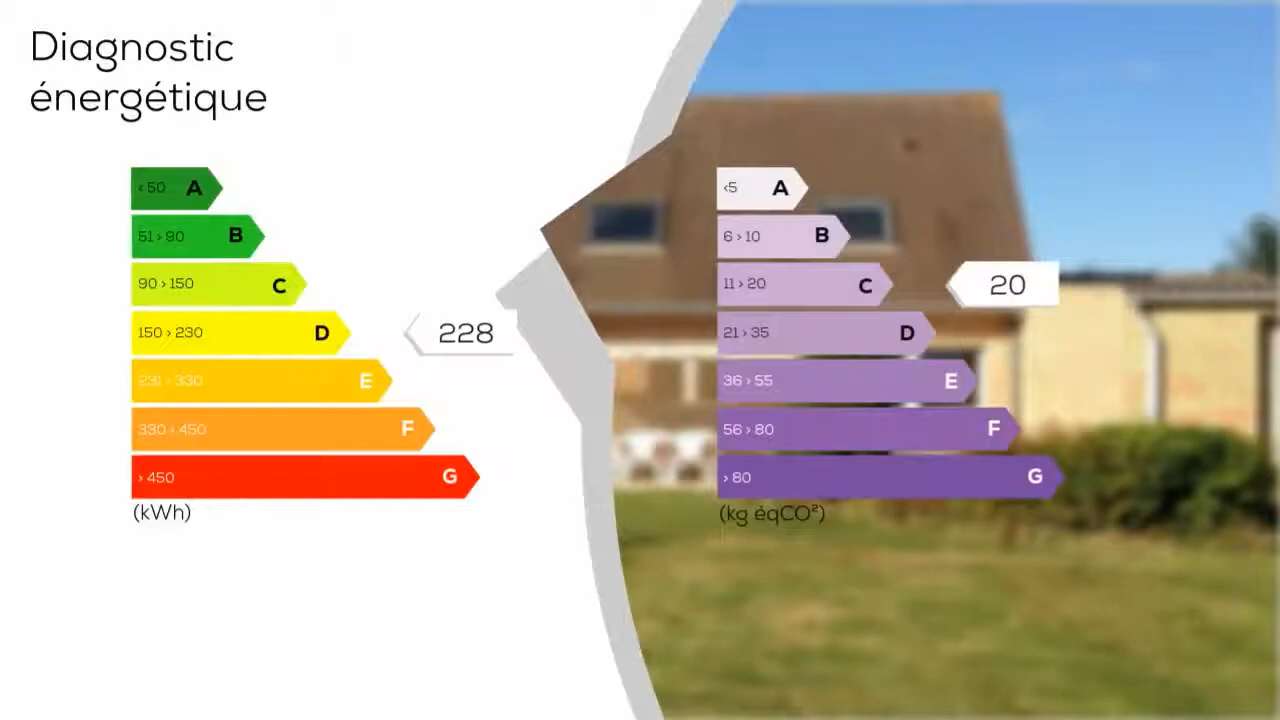 Diagnostic
énergétique
< 50 A
51 > 90 B
90 > 150 C
150 > 230 D
228
231 > 330 E
330 > 450 F
> 450 G
(kWh)
<5 A
6 > 10 B
11 > 20 C
20
21 > 35 D
36 > 55 E
56 > 80 F
> 80 G
(kg éqCO²)